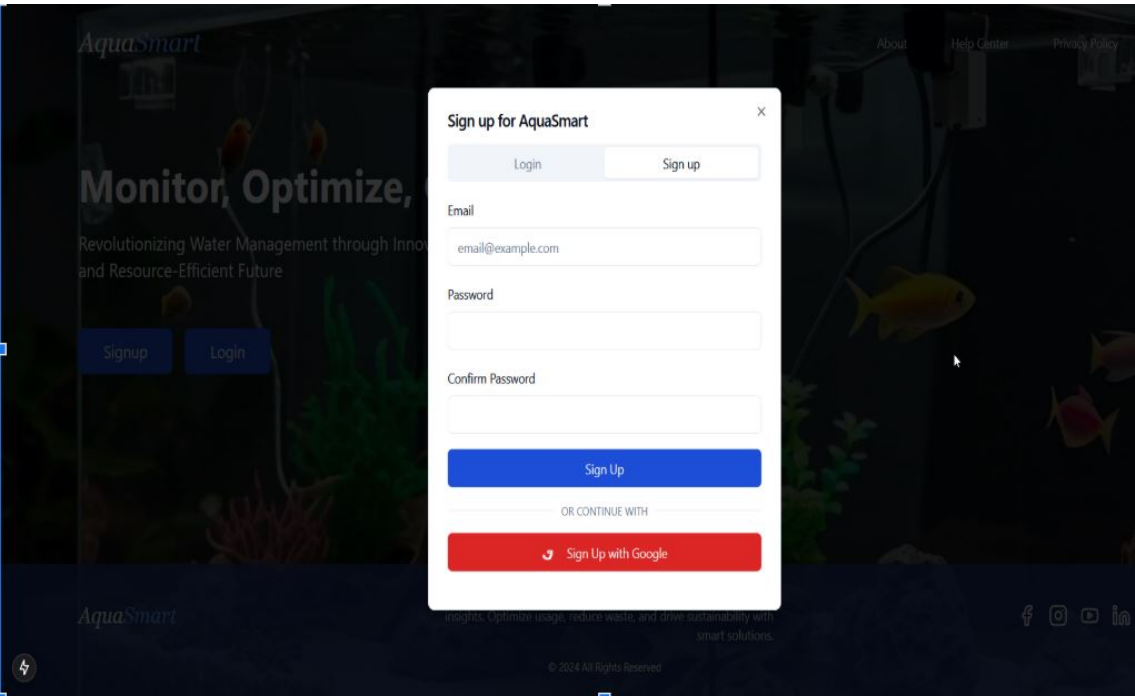 AquaSmart
About
Help Center
Privacy Policy
Monitor, Optimize,
Revolutionizing Water Management through Innov
and Resource-Efficient Future
Signup
Login
Sign up for AquaSmart
Login
Sign up
Email
email@example.com
Password
Confirm Password
Sign Up
OR CONTINUE WITH
Sign Up with Google
AquaSmart
insights. Optimize usage, reduce waste, and drive sustainability with
smart solutions.
© 2024 All Rights Reserved